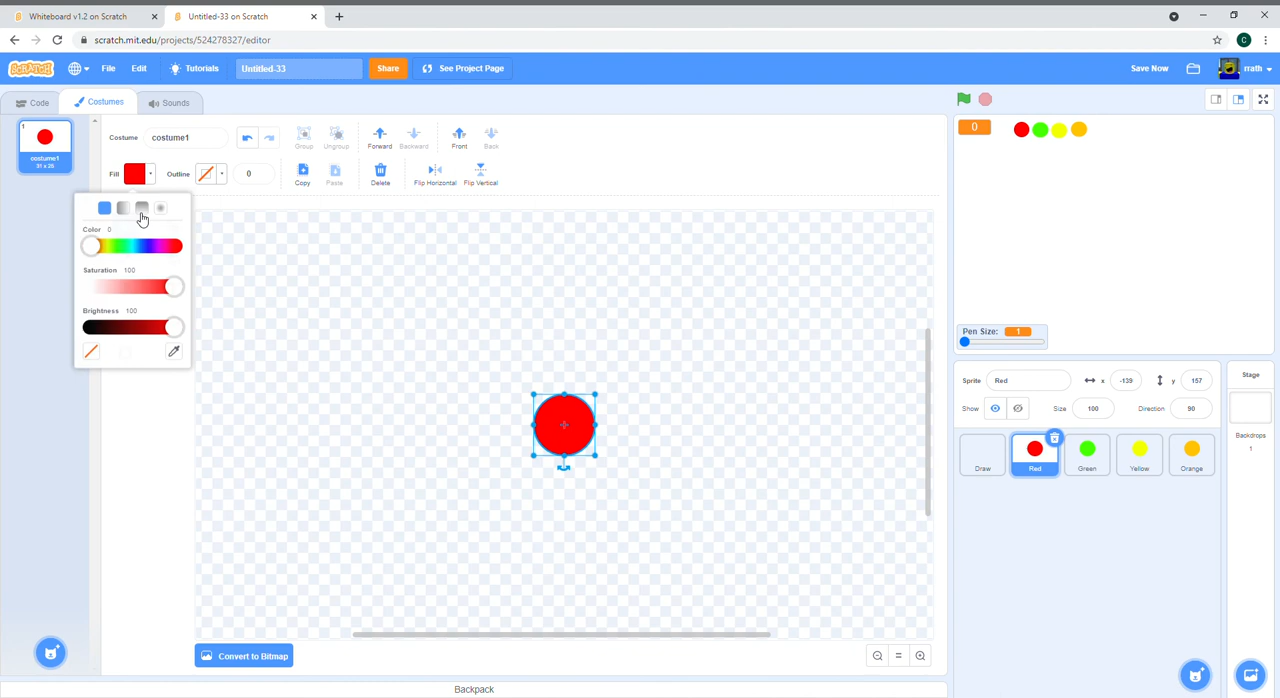 Whiteboard v1.2 on Scratch
Untitled-33 on Scratch
scratch.mit.edu/projects/524278327/editor
C
SCRATCH
File
Edit
Tutorials
Untitled-33
Share
See Project Page
Save Now
rrath
Code
Costumes
Sounds
1
costume1
31 x 26
Costume
costume1
Group
Ungroup
Forward
Backward
Front
Back
Fill
Outline
0
Copy
Paste
Delete
Flip Horizontal
Flip Vertical
Color 0
Saturation 100
Brightness 100
Convert to Bitmap
Backpack
0
Pen Size: 1
Sprite
Red
x
-139
y
157
Show
Size
100
Direction
90
Draw
Red
Green
Yellow
Orange
Stage
Backdrops
1